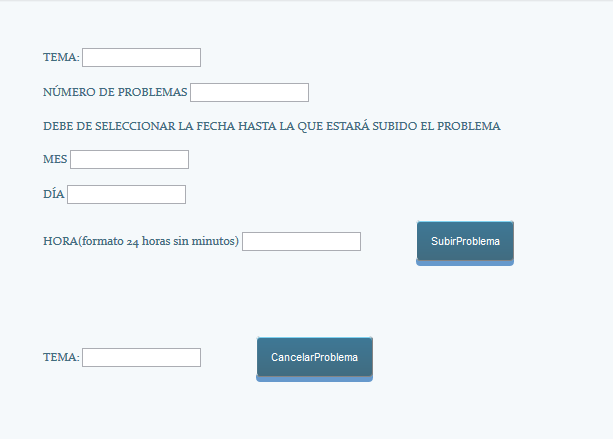 TEMA:
NÚMERO DE PROBLEMAS
DEBE DE SELECCIONAR LA FECHA HASTA LA QUE ESTARÁ SUBIDO EL PROBLEMA
MES
DÍA
HORA(formato 24 horas sin minutos) SubirProblema
TEMA: CancelarProblema